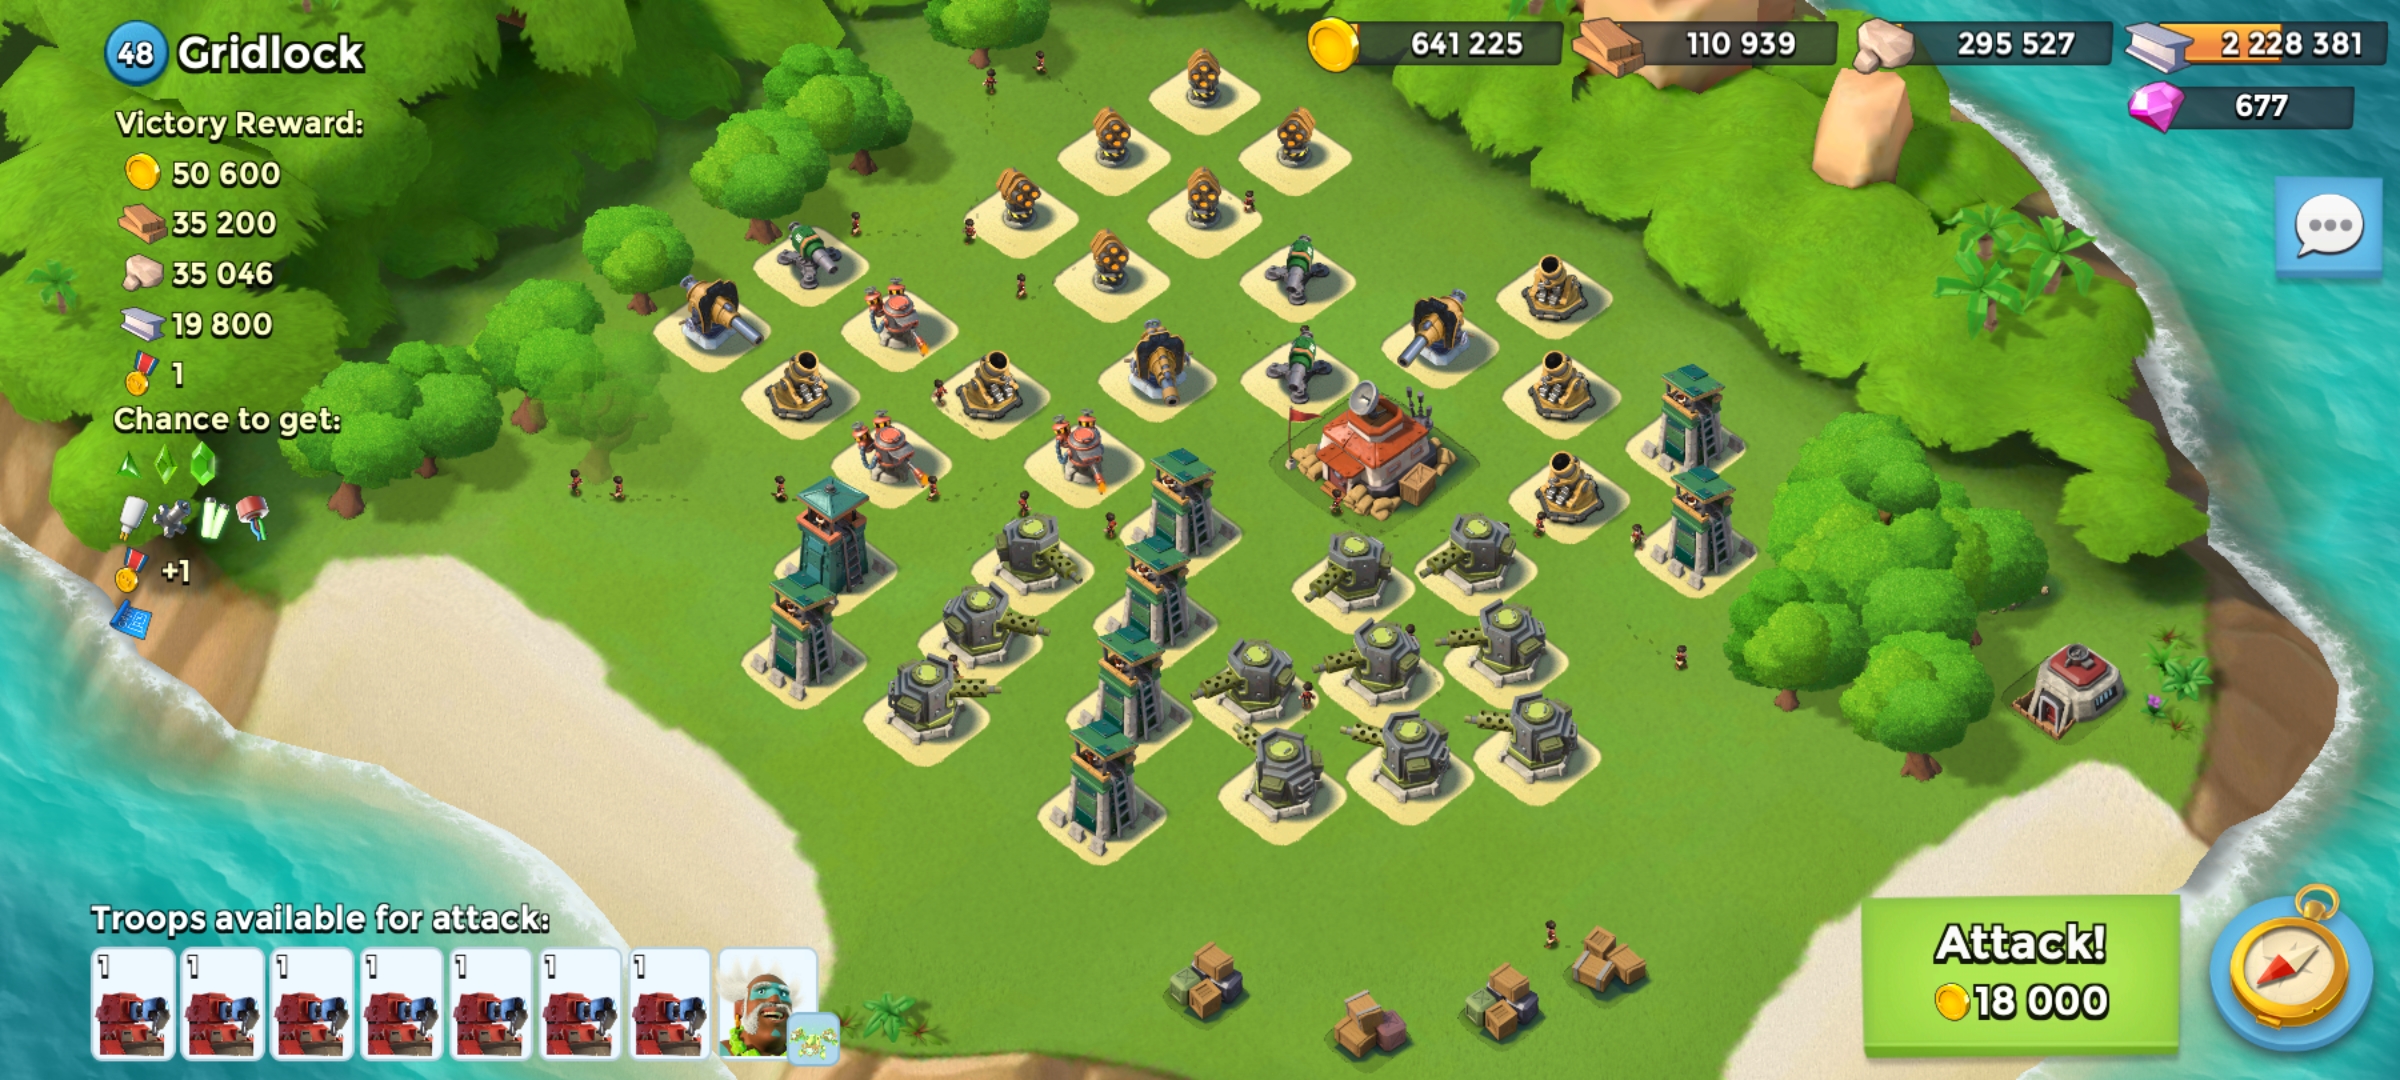 48 Gridlock
641 225
110 939
295 527
2 228 381
677
Victory Reward:
50 600
35 200
35 046
19 800
1
Chance to get:
+1
Troops available for attack:
1 1 1 1 1 1 1
Attack!
18 000